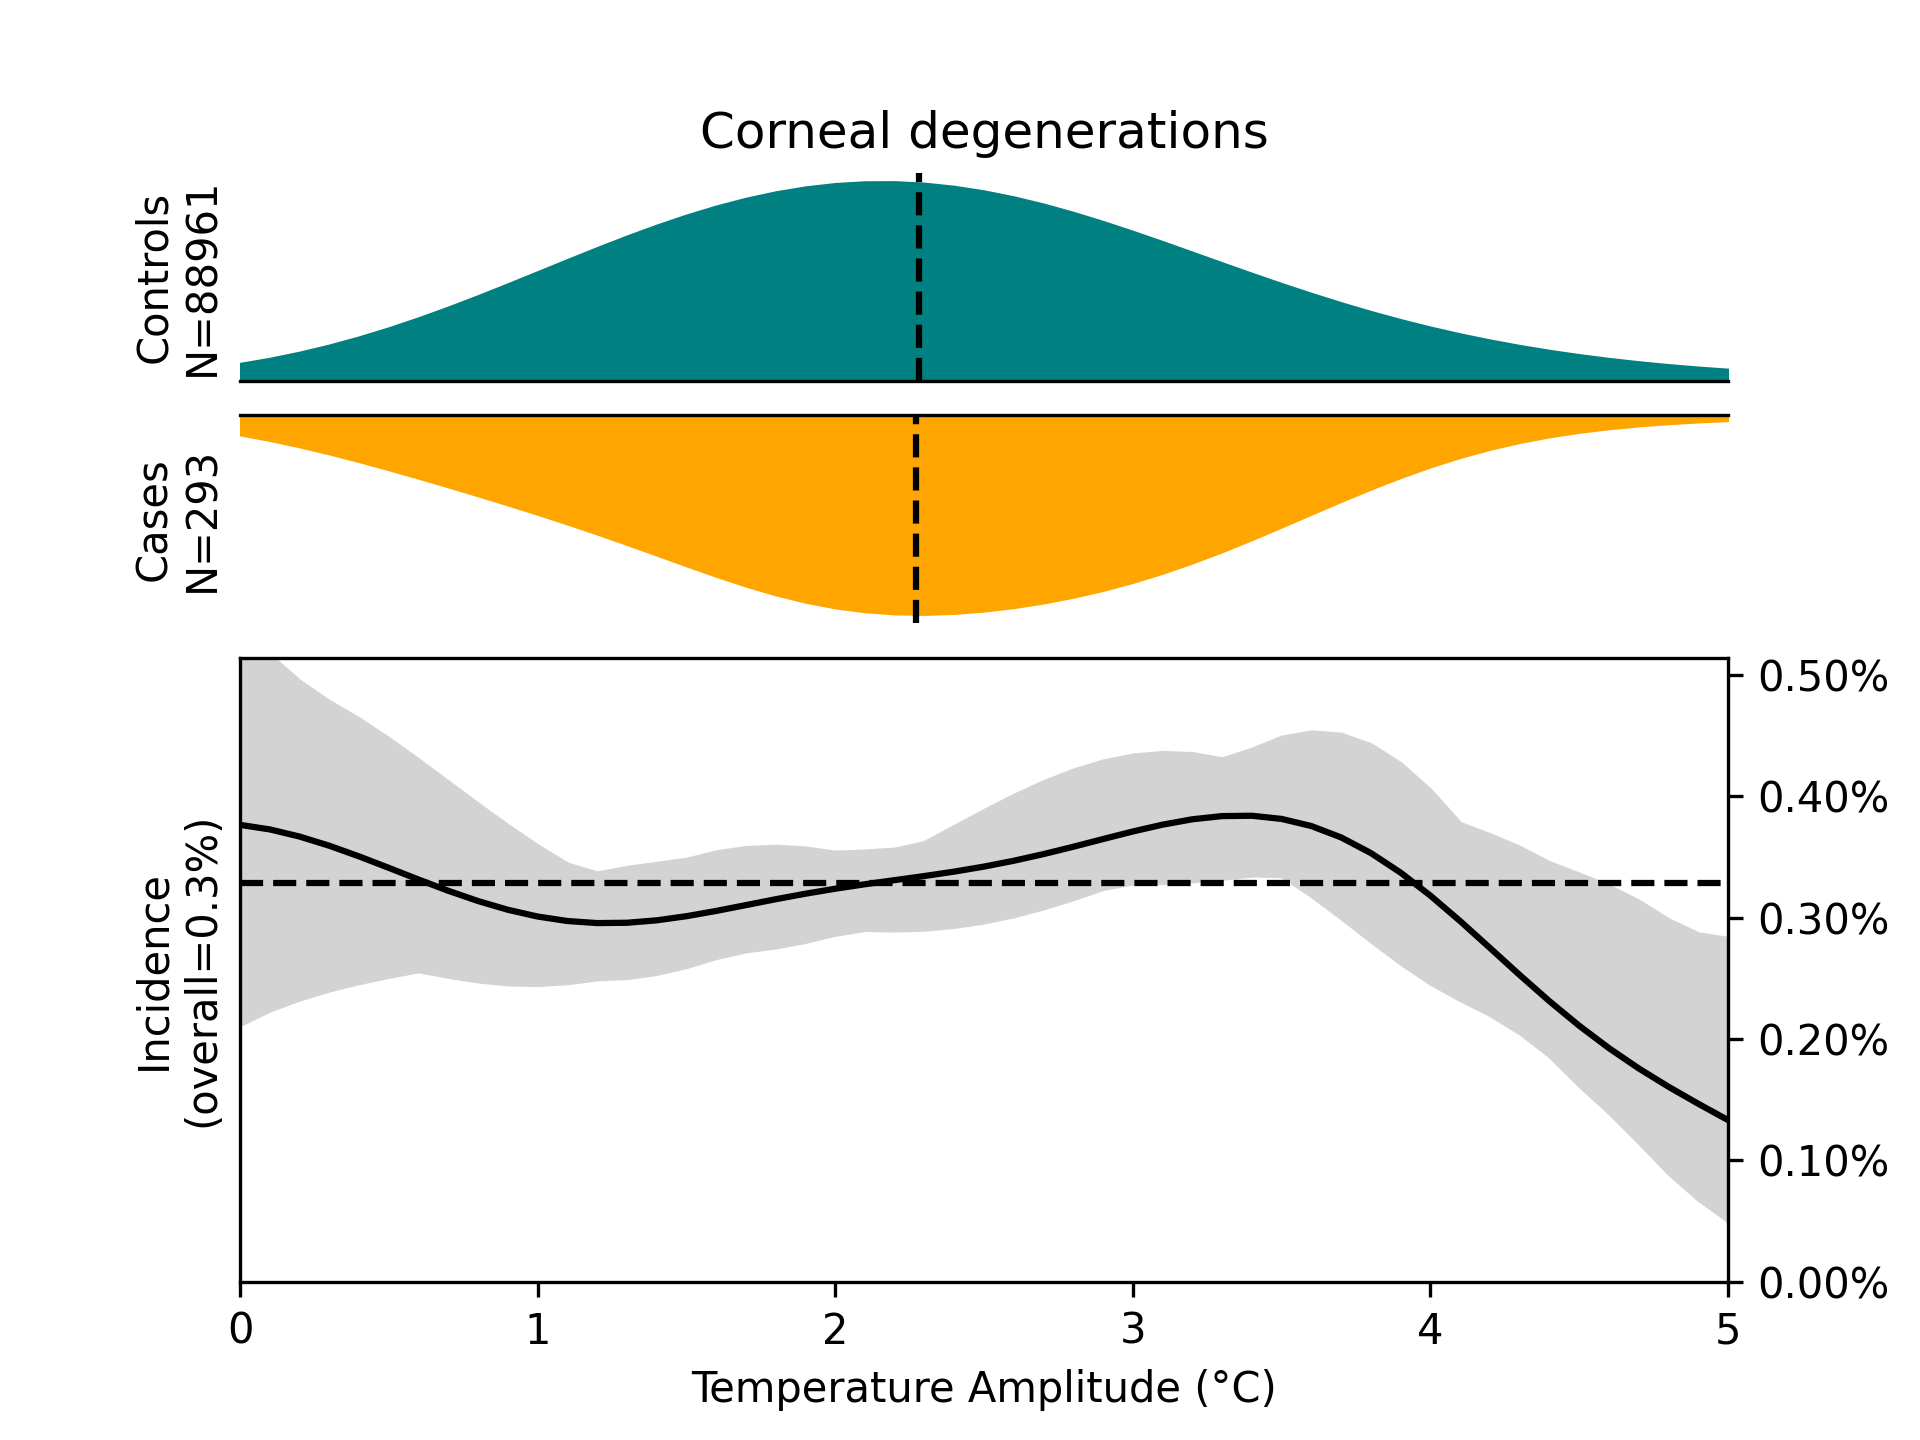 Corneal degenerations
Controls
N=88961
Cases
N=293
Incidence
(overall=0.3%)
0.50%
0.40%
0.30%
0.20%
0.10%
0.00%
0 1 2 3 4 5
Temperature Amplitude (°C)